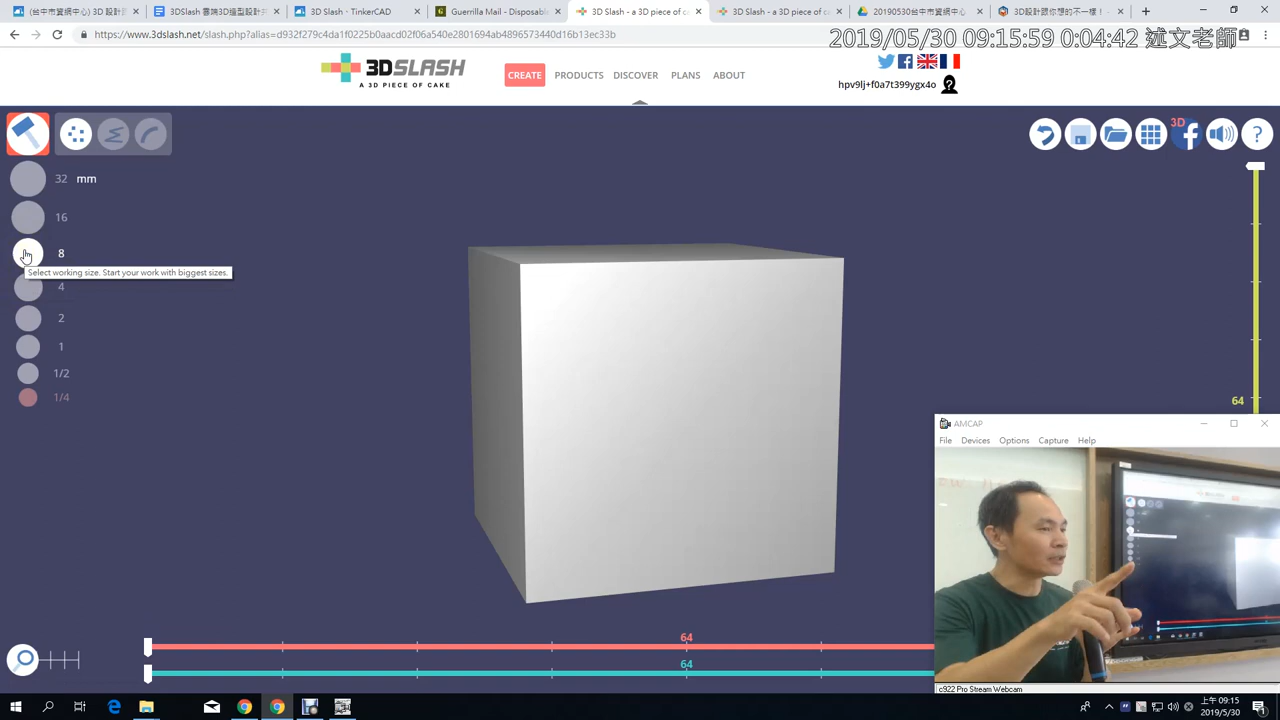 (台中市資網中心) 3D 設計
3DSlash 雲端3D造型設計
3D Slash - TinkerCAD
Guerrilla Mail - Disposab
3D Slash - a 3D piece of c
3D Slash - a 3D piece of c
20190530台中市資網中心
3D設計跟你想的不一樣!
https://www.3dslash.net/slash.php?alias=d932f279c4da1f0225b0aacd02f0af6540e2801694ab4896573440d16b13ec33b
2019/05/30 09:15:59 0:04:42 述文老師
3DSLASH
A 3D PIECE OF CAKE
CREATE
PRODUCTS
DISCOVER
PLANS
ABOUT
hpv9lj+f0a7t399ygx4o
3D
?
32 mm
16
8
Select working size. Start your work with biggest sizes.
4
2
1
1/2
1/4
64
AMCAP
File Devices Options Capture Help
64
64
c922 Pro Stream Webcam
上午 09:15
2019/5/30